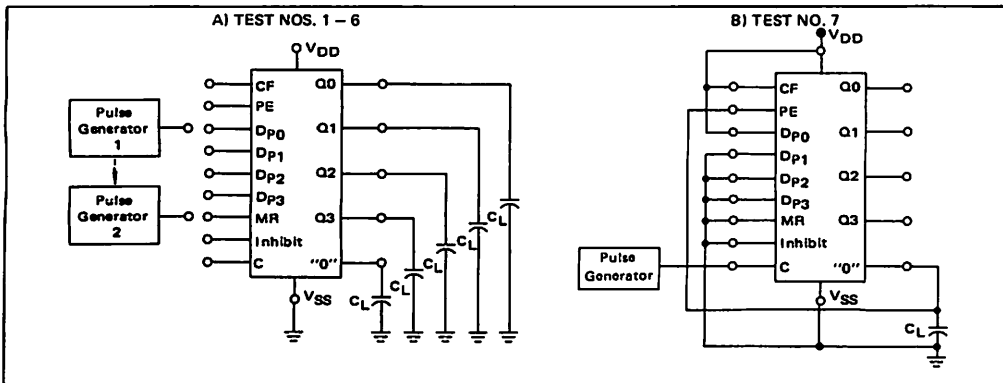 A) TEST NOS. 1 – 6
VDD
CF
PE
DP0
DP1
DP2
DP3
MR
Inhibit
C
Q0
Q1
Q2
Q3
"0"
VSS
Pulse
Generator
1
Pulse
Generator
2
CL
CL
CL
CL
CL
B) TEST NO. 7
VDD
CF
PE
DP0
DP1
DP2
DP3
MR
Inhibit
C
Q0
Q1
Q2
Q3
"0"
VSS
Pulse
Generator
CL